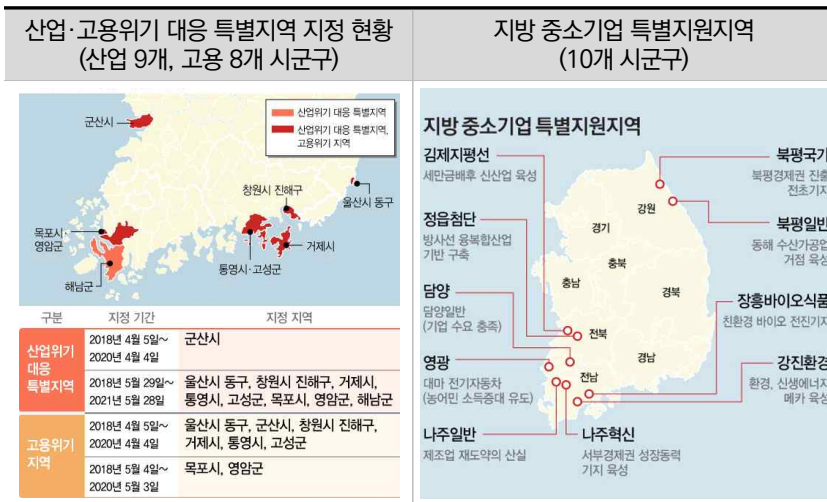 산업·고용위기 대응 특별지역 지정 현황
(산업 9개, 고용 8개 시군구)
지방 중소기업 특별지원지역
(10개 시군구)
산업위기 대응 특별지역
산업위기 대응 특별지역,
고용위기 지역
군산시
창원시 진해구
울산시 동구
목포시·
영암군
거제시
통영시·고성군
해남군
구분
지정 기간
지정 지역
산업위기
대응
특별지역
2018년 4월 5일~
2020년 4월 4일
군산시
2018년 5월 29일~
2021년 5월 28일
울산시 동구, 창원시 진해구, 거제시,
통영시, 고성군, 목포시, 영암군, 해남군
고용위기
지역
2018년 4월 5일~
2020년 4월 4일
울산시 동구, 군산시, 창원시 진해구,
거제시, 통영시, 고성군
2018년 5월 4일~
2020년 5월 3일
목포시, 영암군
지방 중소기업 특별지원지역
김제지평선
세만금배후 신산업 육성
정읍첨단
방사선 융복합산업
기반 구축
담양
담양일반
(기업 수요 충족)
영광
대마 전기자동차
(농어민 소득증대 유도)
나주일반
제조업 재도약의 산실
나주혁신
서부경제권 성장동력
기지 육성
경기
강원
충북
충남
경북
전북
경남
전남
북평국가
북평경제권 진출
전초기지
북평일반
동해 수산가공업
거점 육성
장흥바이오식품
친환경 바이오 전진기지
강진환경
환경, 신생에너지
메카 육성